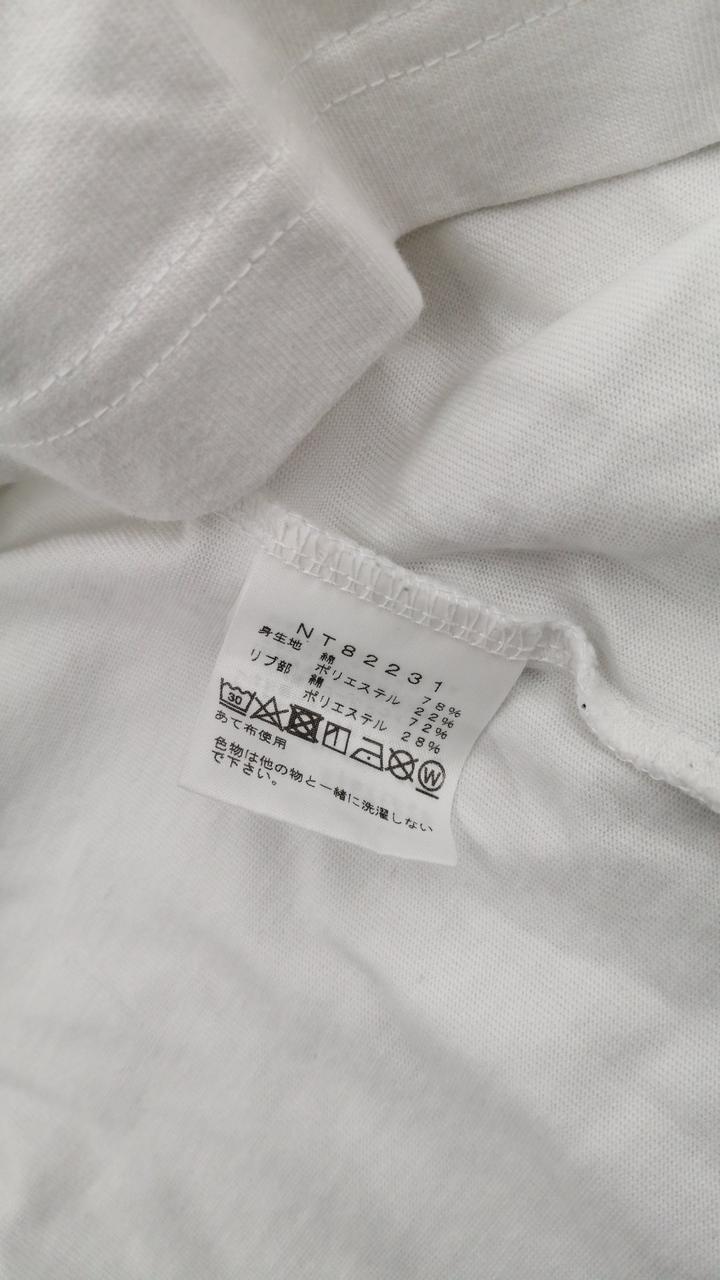 NT82231
身生地 綿 78%
ポリエステル 22%
リブ部 綿 72%
ポリエステル 28%
30 W
あて布使用
色物は他の物と一緒に洗濯しない
で下さい。